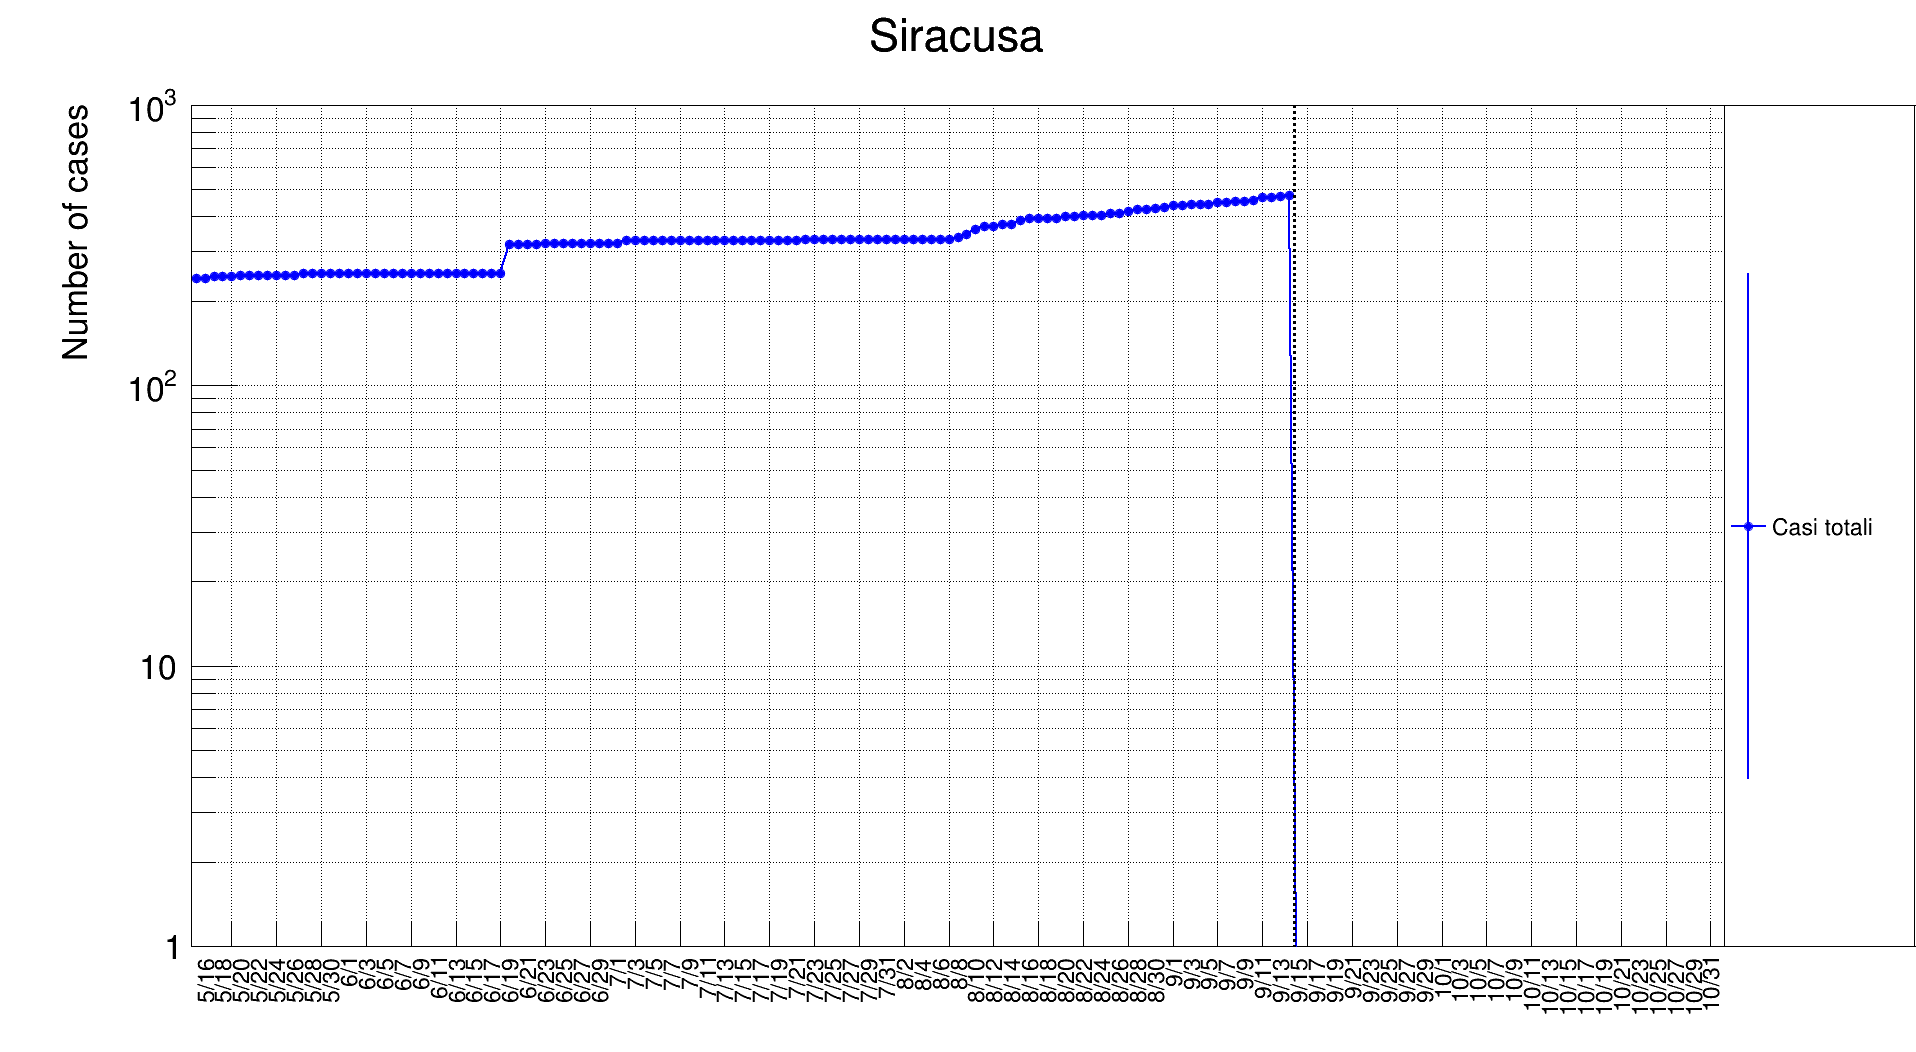 Siracusa
Number of cases
10³
10²
10
1
Casi totali
5/16 5/18 5/20 5/22 5/24 5/26 5/28 5/30 6/1 6/3 6/5 6/7 6/9 6/11 6/13 6/15 6/17 6/19 6/21 6/23 6/25 6/27 6/29 7/1 7/3 7/5 7/7 7/9 7/11 7/13 7/15 7/17 7/19 7/21 7/23 7/25 7/27 7/29 7/31 8/2 8/4 8/6 8/8 8/10 8/12 8/14 8/16 8/18 8/20 8/22 8/24 8/26 8/28 8/30 9/1 9/3 9/5 9/7 9/9 9/11 9/13 9/15 9/17 9/19 9/21 9/23 9/25 9/27 9/29 10/1 10/3 10/5 10/7 10/9 10/11 10/13 10/15 10/17 10/19 10/21 10/23 10/25 10/27 10/29 10/31